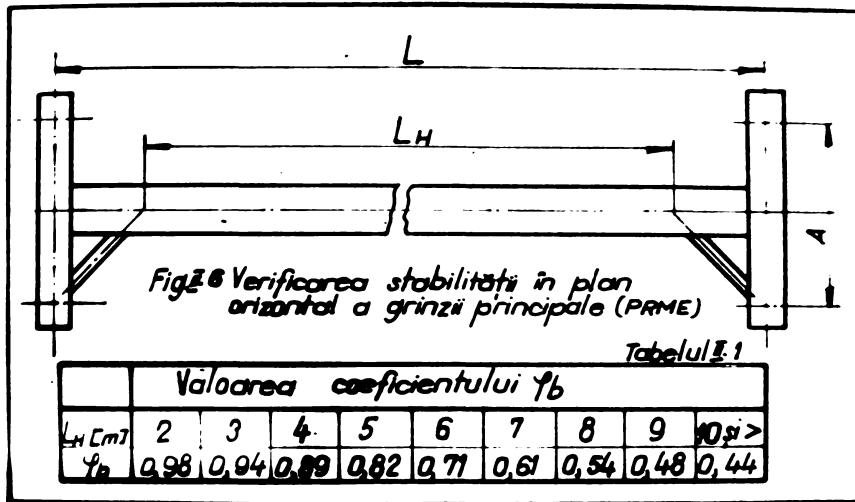 L
LH
A
Fig.II.6 Verificarea stabilității în plan
orizontal a grinzii principale (PRME)
Tabelul II.1
Valoarea coeficientului φb
LH [m] 2 3 4 5 6 7 8 9 10 și >
φb 0,98 0,94 0,89 0,82 0,71 0,61 0,54 0,48 0,44